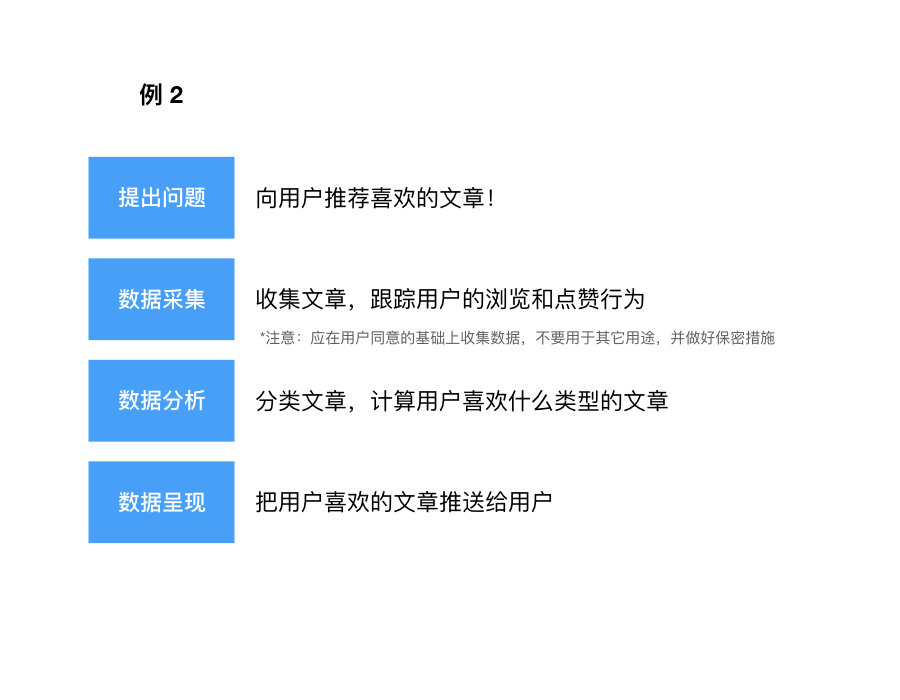 例 2
提出问题
向用户推荐喜欢的文章！
数据采集
收集文章，跟踪用户的浏览和点赞行为
*注意：应在用户同意的基础上收集数据，不要用于其它用途，并做好保密措施
数据分析
分类文章，计算用户喜欢什么类型的文章
数据呈现
把用户喜欢的文章推送给用户